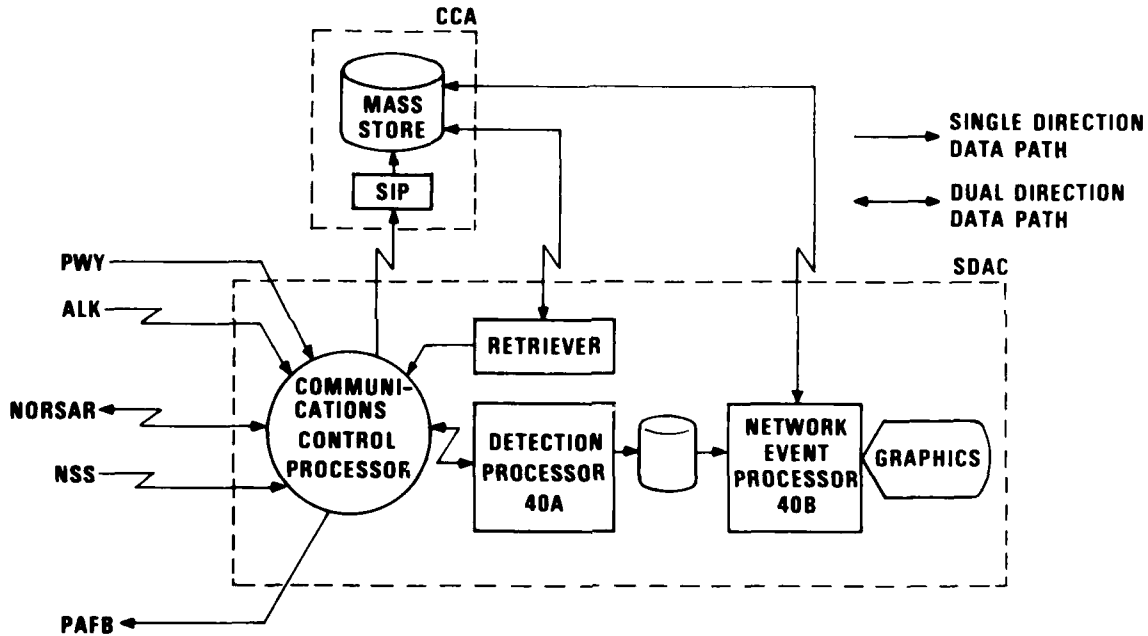 CCA
MASS
STORE
SIP
SINGLE DIRECTION
DATA PATH
DUAL DIRECTION
DATA PATH
SDAC
PWY
ALK
NORSAR
NSS
PAFB
COMMUNI-
CATIONS
CONTROL
PROCESSOR
RETRIEVER
DETECTION
PROCESSOR
40A
NETWORK
EVENT
PROCESSOR
40B
GRAPHICS